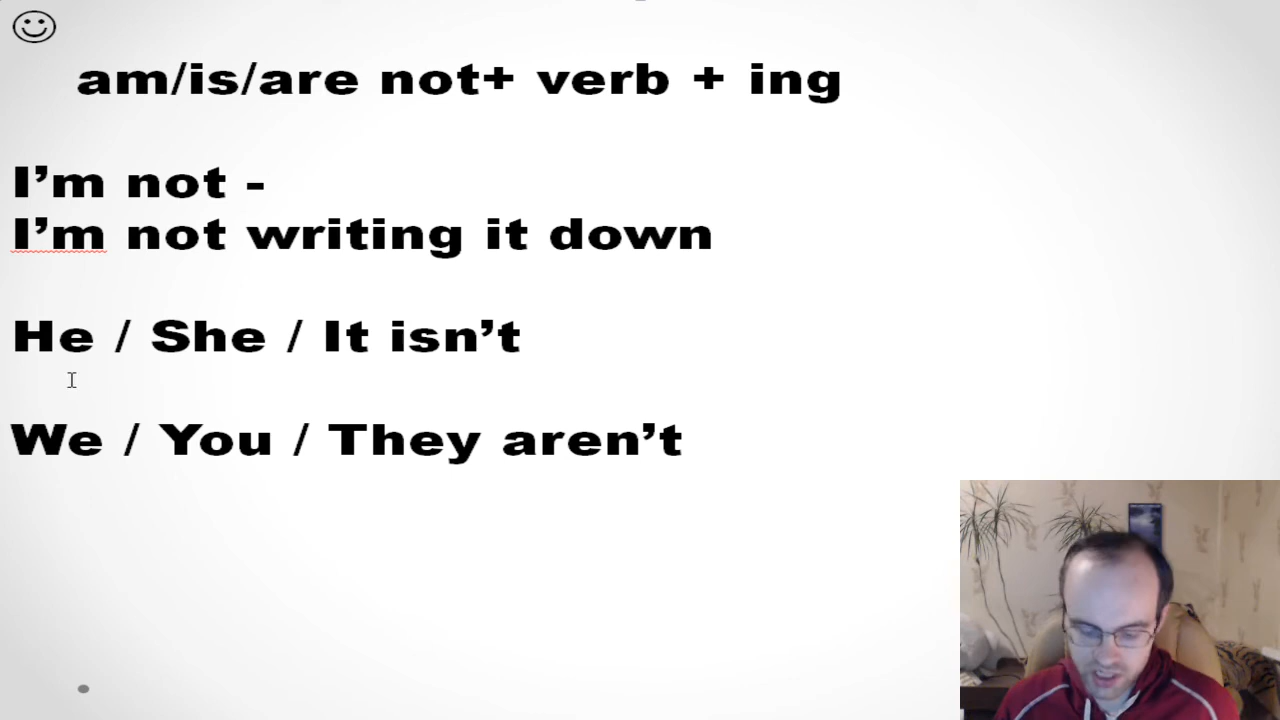 am/is/are not+ verb + ing
I’m not -
I’m not writing it down
He / She / It isn’t
We / You / They aren’t